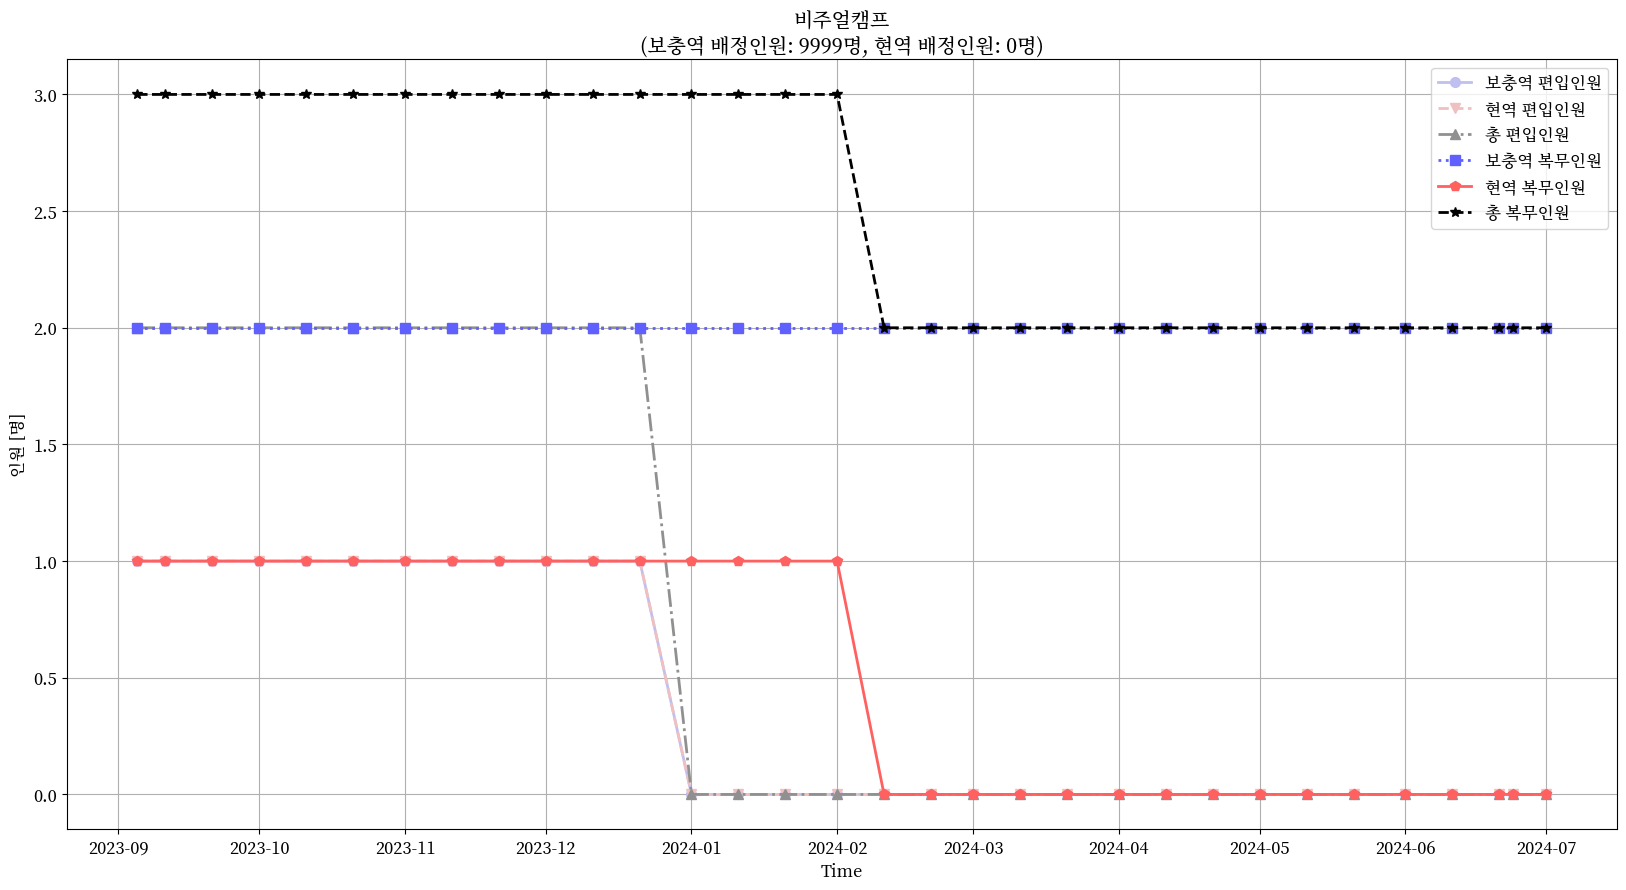 비주얼캠프
(보충역 배정인원: 9999명, 현역 배정인원: 0명)
보충역 편입인원
현역 편입인원
총 편입인원
보충역 복무인원
현역 복무인원
총 복무인원
인원 [명]
3.0
2.5
2.0
1.5
1.0
0.5
0.0
2023-09 2023-10 2023-11 2023-12 2024-01 2024-02 2024-03 2024-04 2024-05 2024-06 2024-07
Time